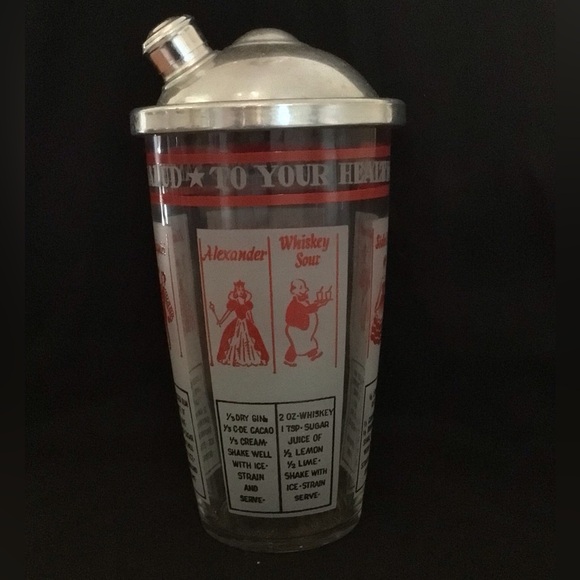 TO YOUR HEALTH
Alexander
Whiskey
Sour
⅓ DRY GIN
⅓ C·DE CACAO
⅓ CREAM-
SHAKE WELL
WITH ICE-
STRAIN
AND
SERVE-
2 OZ-WHISKEY
1 TSP-SUGAR
JUICE OF
½ LEMON
½ LIME-
SHAKE WITH
ICE-STRAIN
SERVE-